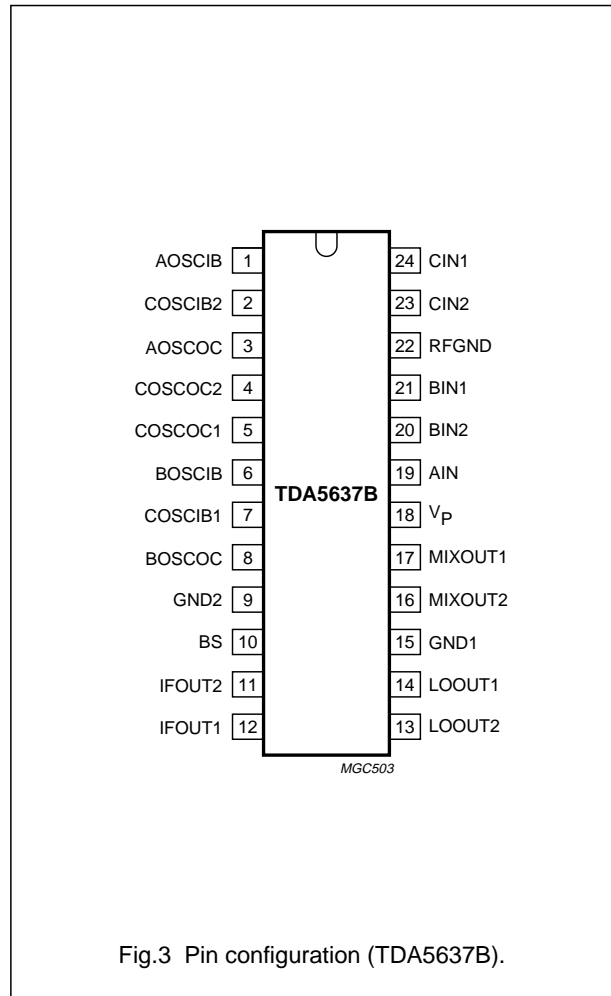 AOSCIB 1 24 CIN1
COSCIB2 2 23 CIN2
AOSCOC 3 22 RFGND
COSCOC2 4 21 BIN1
COSCOC1 5 20 BIN2
BOSCIB 6 19 AIN
TDA5637B
COSCIB1 7 18 VP
BOSCOC 8 17 MIXOUT1
GND2 9 16 MIXOUT2
BS 10 15 GND1
IFOUT2 11 14 LOOUT1
IFOUT1 12 13 LOOUT2
MGC503
Fig.3 Pin configuration (TDA5637B).